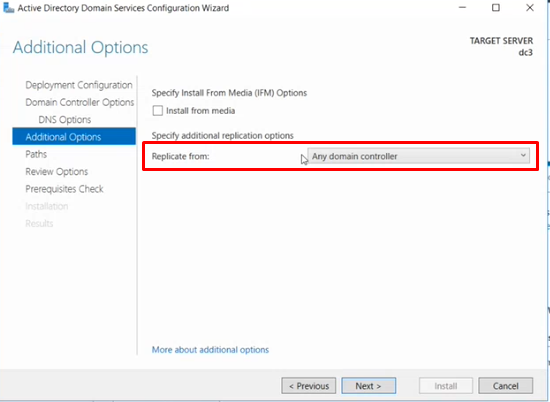 Active Directory Domain Services Configuration Wizard
Additional Options
TARGET SERVER
dc3
Deployment Configuration
Domain Controller Options
DNS Options
Additional Options
Paths
Review Options
Prerequisites Check
Installation
Results
Specify Install From Media (IFM) Options
Install from media
Specify additional replication options
Replicate from: Any domain controller
More about additional options
< Previous Next > Install Cancel